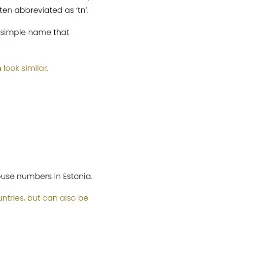 ten abbreviated as 'tn'.
simple name that
look similar.
use numbers in Estonia.
untries, but can also be